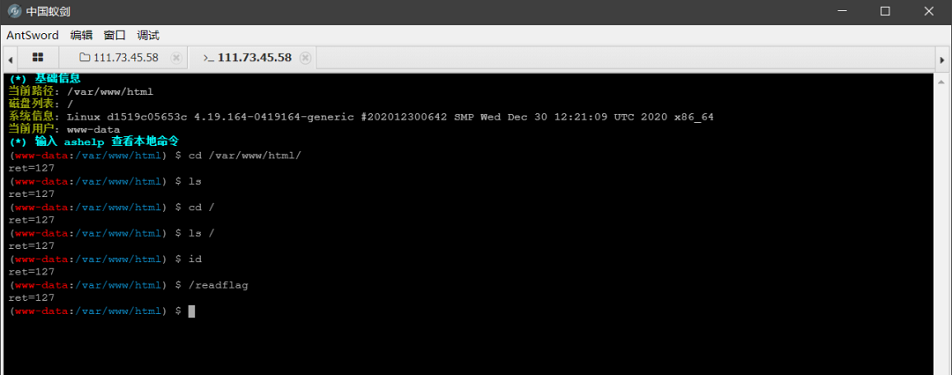 中国蚁剑
AntSword 编辑 窗口 调试
111.73.45.58 >_ 111.73.45.58
(*) 基础信息
当前路径: /var/www/html
磁盘列表: /
系统信息: Linux d1519c05653c 4.19.164-0419164-generic #202012300642 SMP Wed Dec 30 12:21:09 UTC 2020 x86_64
当前用户: www-data
(*) 输入 ashelp 查看本地命令
(www-data:/var/www/html) $ cd /var/www/html/
ret=127
(www-data:/var/www/html) $ ls
ret=127
(www-data:/var/www/html) $ cd /
ret=127
(www-data:/var/www/html) $ ls /
ret=127
(www-data:/var/www/html) $ id
ret=127
(www-data:/var/www/html) $ /readflag
ret=127
(www-data:/var/www/html) $